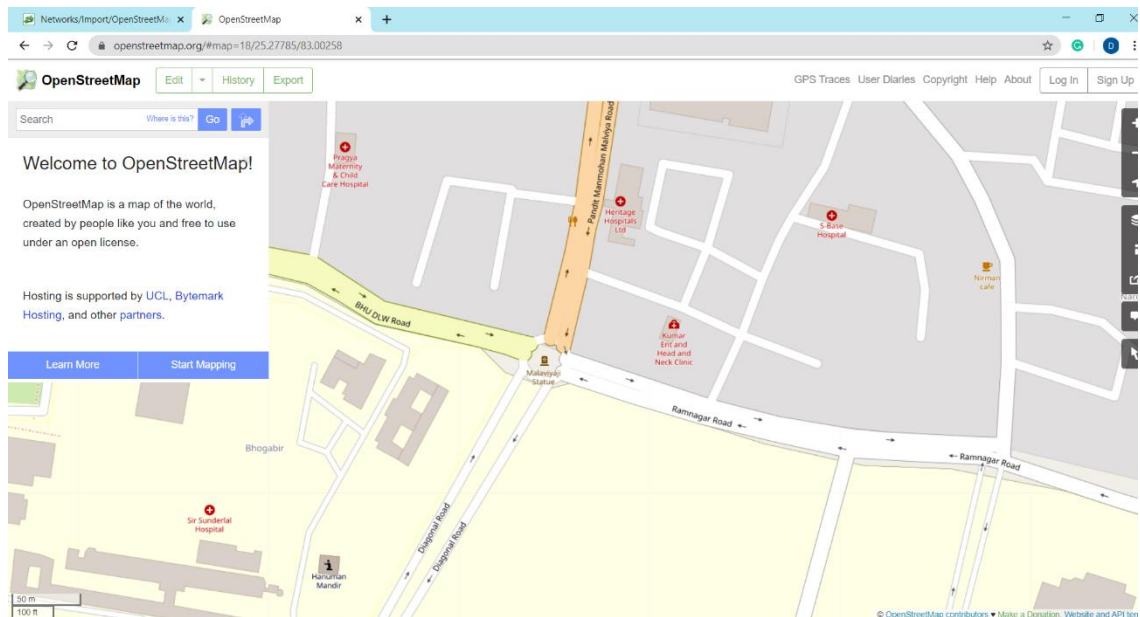 Networks/Import/OpenStreetMa
OpenStreetMap
openstreetmap.org/#map=18/25.27785/83.00258
D
OpenStreetMap
Edit
History
Export
GPS Traces
User Diaries
Copyright
Help
About
Log In
Sign Up
Search
Where is this?
Go
Welcome to OpenStreetMap!
OpenStreetMap is a map of the world,
created by people like you and free to use
under an open license.
Hosting is supported by UCL, Bytemark
Hosting, and other partners.
Learn More
Start Mapping
Pragya
Maternity
& Child
Care Hospital
Pandit Manmohan Malviya Road
Heritage
Hospitals
Ltd
S-Base
Hospital
Nirman
cafe
BHU DLW Road
Kumar
Ent and
Head and
Neck Clinic
Malaviyaji
Statue
Ramnagar Road
Ramnagar Road
Bhogabir
Diagonal Road
Diagonal Road
Sir Sunderlal
Hospital
Hanuman
Mandir
50 m
100 ft
© OpenStreetMap contributors ♥ Make a Donation. Website and API ter